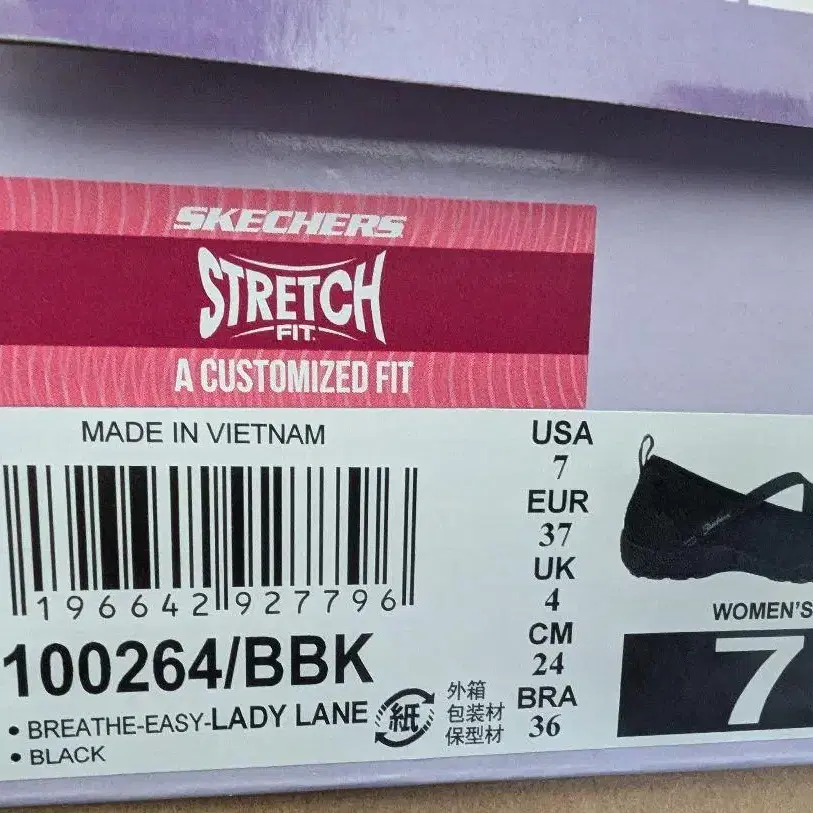 SKECHERS
STRETCH
FIT.
A CUSTOMIZED FIT
MADE IN VIETNAM
196642927796
100264/BBK
• BREATHE-EASY-LADY LANE
• BLACK
紙
外箱
包装材
保型材
USA
7
EUR
37
UK
4
CM
24
BRA
36
WOMEN'S
7